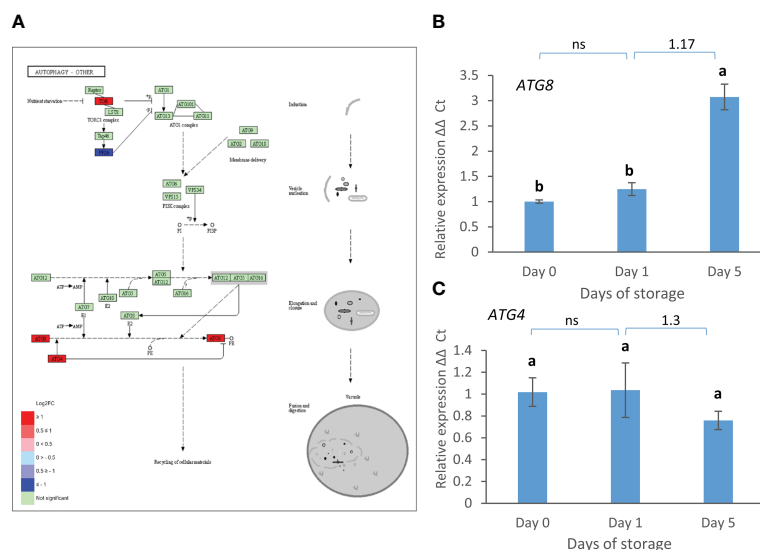 A
AUTOPHAGY - OTHER
Nutrient starvation
Raptor
TOR
LST8
TORC1 complex
Tap46
+p
-p
ATG1
ATG101
ATG13
ATG11
ATG1 complex
ATG9
ATG2
ATG18
Membrane delivery
ATG6
VPS34
VPS15
PI3K complex
+p
PI
PI3P
ATG12
ATP
AMP
ATG7
E1
ATG10
E2
ATG3
ATG5
ATG12
ATG16
ATG12
ATG5
ATG16
ATP
AMP
ATG3
E2
ATG8
ATG4
PE
ATG8
PE
Recycling of cellular materials
Induction
Vesicle
nucleation
Elongation and
closure
Fusion and
digestion
Vacuole
Log2FC
≥ 1
0.5 ≤ 1
0 < 0.5
0 > - 0.5
0.5 ≥ - 1
≤ - 1
Not significant
B
ns
1.17
ATG8
Relative expression ΔΔ Ct
3.5
3
2.5
2
1.5
1
0.5
0
b
b
a
Day 0
Day 1
Day 5
Days of storage
C
ATG4
ns
1.3
Relative expression ΔΔ Ct
1.4
1.2
1
0.8
0.6
0.4
0.2
0
a
a
a
Day 0
Day 1
Day 5
Days of storage